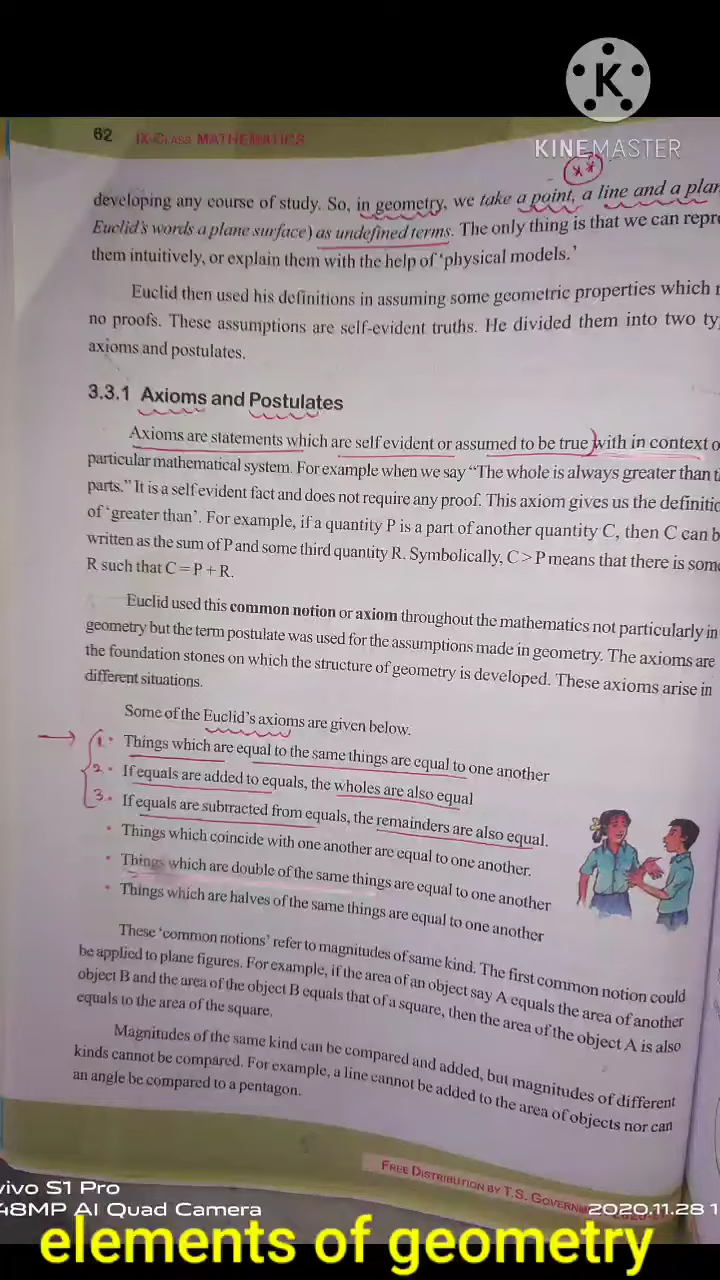 K
KINEMASTER
62 IX-CLASS MATHEMATICS
**
developing any course of study. So, in geometry, we take a point, a line and a plan
Euclid's words a plane surface) as undefined terms. The only thing is that we can repre
them intuitively, or explain them with the help of 'physical models.'
Euclid then used his definitions in assuming some geometric properties which
no proofs. These assumptions are self-evident truths. He divided them into two ty
axioms and postulates.
3.3.1 Axioms and Postulates
Axioms are statements which are self evident or assumed to be true) with in context o
particular mathematical system. For example when we say "The whole is always greater than t
parts." It is a self evident fact and does not require any proof. This axiom gives us the definitio
of 'greater than'. For example, if a quantity P is a part of another quantity C, then C can b
written as the sum of P and some third quantity R. Symbolically, C > P means that there is some
R such that C = P + R.
Euclid used this common notion or axiom throughout the mathematics not particularly in
geometry but the term postulate was used for the assumptions made in geometry. The axioms are
the foundation stones on which the structure of geometry is developed. These axioms arise in
different situations.
Some of the Euclid's axioms are given below.
1. • Things which are equal to the same things are equal to one another
2. • If equals are added to equals, the wholes are also equal
3. • If equals are subtracted from equals, the remainders are also equal.
• Things which coincide with one another are equal to one another.
• Things which are double of the same things are equal to one another
• Things which are halves of the same things are equal to one another
These 'common notions' refer to magnitudes of same kind. The first common notion could
be applied to plane figures. For example, if the area of an object say A equals the area of another
object B and the area of the object B equals that of a square, then the area of the object A is also
equals to the area of the square.
Magnitudes of the same kind can be compared and added, but magnitudes of different
kinds cannot be compared. For example, a line cannot be added to the area of objects nor can
an angle be compared to a pentagon.
FREE DISTRIBUTION BY T.S. GOVERNM
vivo S1 Pro
48MP AI Quad Camera
2020.11.28 1
elements of geometry